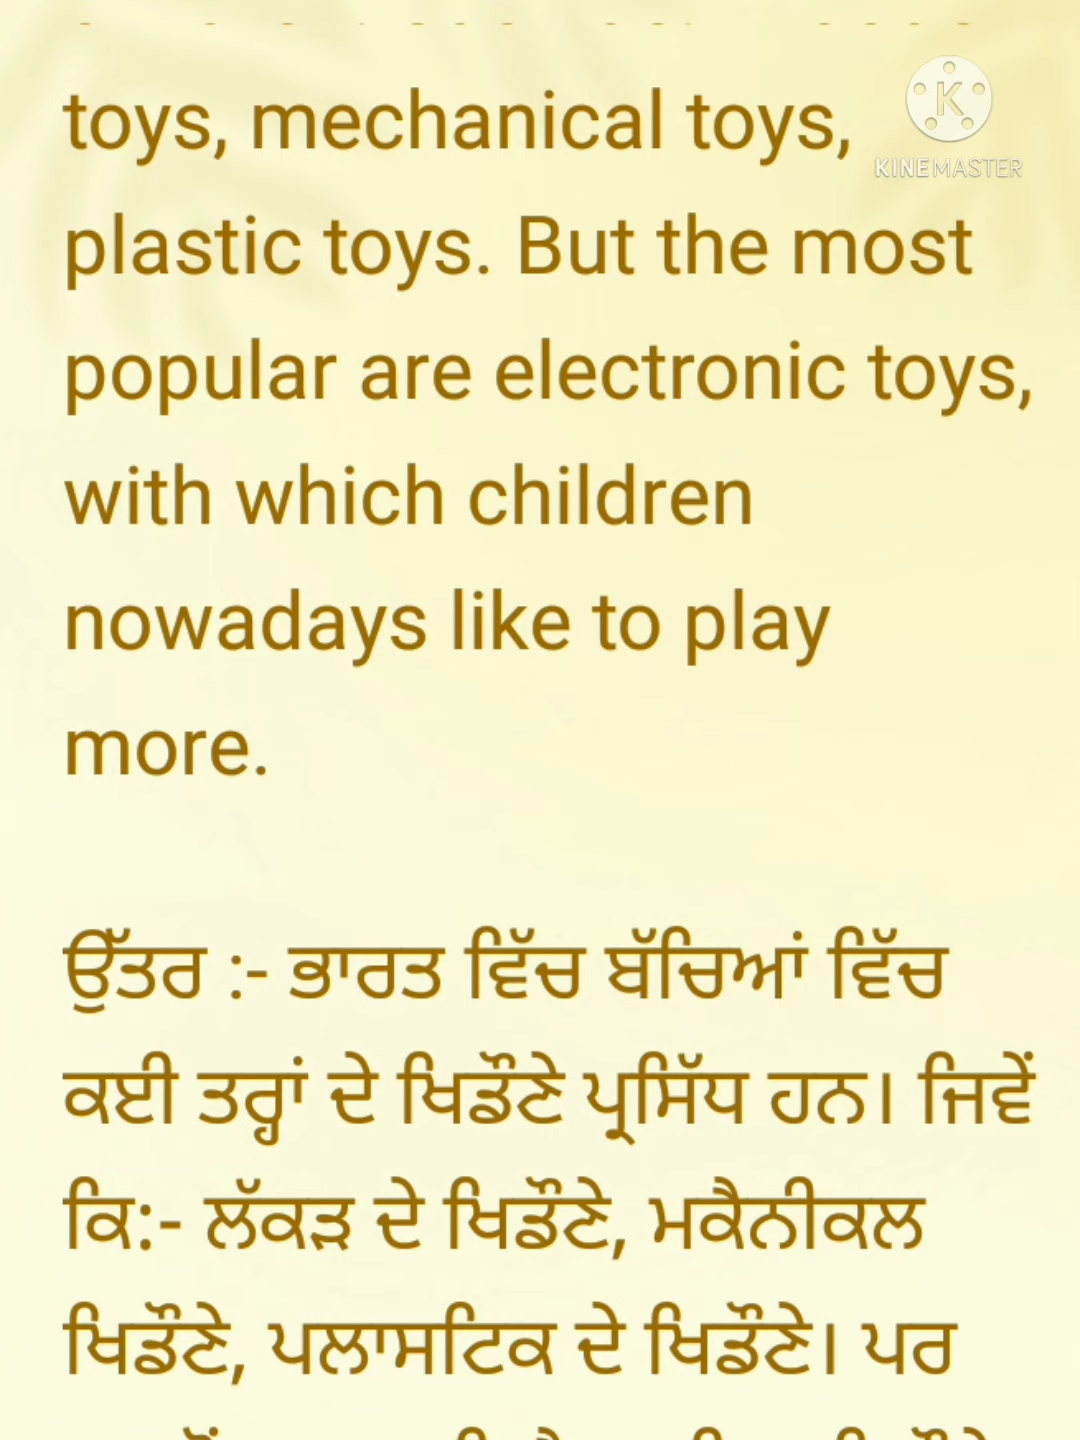 KINEMASTER
toys, mechanical toys,
plastic toys. But the most
popular are electronic toys,
with which children
nowadays like to play
more.
ਉੱਤਰ :- ਭਾਰਤ ਵਿੱਚ ਬੱਚਿਆਂ ਵਿੱਚ
ਕਈ ਤਰ੍ਹਾਂ ਦੇ ਖਿਡੌਣੇ ਪ੍ਰਸਿੱਧ ਹਨ। ਜਿਵੇਂ
ਕਿ:- ਲੱਕੜ ਦੇ ਖਿਡੌਣੇ, ਮਕੈਨੀਕਲ
ਖਿਡੌਣੇ, ਪਲਾਸਟਿਕ ਦੇ ਖਿਡੌਣੇ। ਪਰ